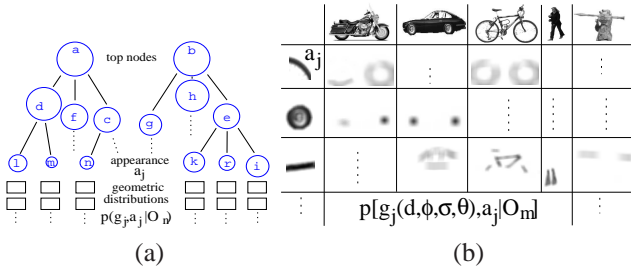 a
top nodes
b
d
f
c
h
g
e
l
m
n
appearance
a_j
k
r
i
geometric
distributions
p(g_j,a_j|O_n)
(a)
a_j
p[g_j(d,ϕ,σ,θ),a_j|O_m]
(b)